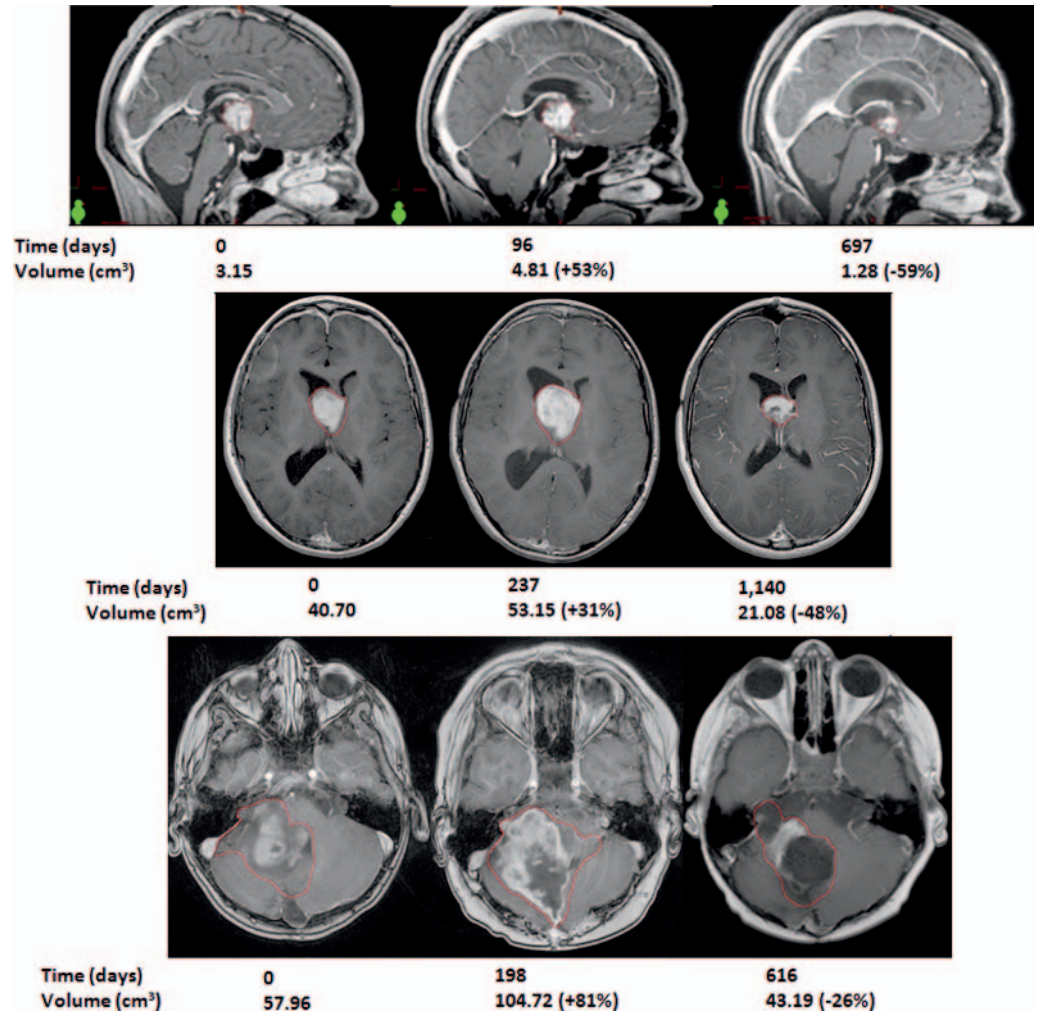 Time (days) 0 96 697
Volume (cm³) 3.15 4.81 (+53%) 1.28 (-59%)
Time (days) 0 237 1,140
Volume (cm³) 40.70 53.15 (+31%) 21.08 (-48%)
Time (days) 0 198 616
Volume (cm³) 57.96 104.72 (+81%) 43.19 (-26%)